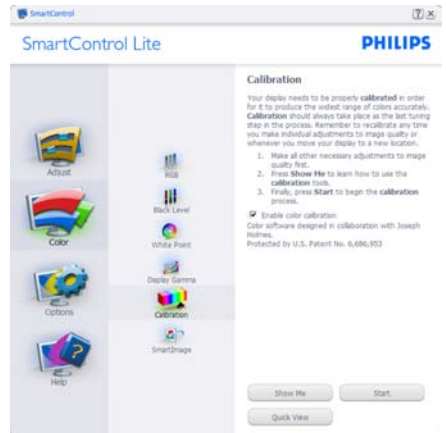 SmartControl
SmartControl Lite
PHILIPS
Adjust
Color
Options
Help
RGB
Black Level
White Point
Display Gamma
Calibration
SmartImage
Calibration
Your display needs to be properly calibrated in order
for it to produce the widest range of colors accurately.
Calibration should always take place as the last tuning
step in the process. Remember to recalibrate any time
you make individual adjustments to image quality or
whenever you move your display to a new location.
1. Make all other necessary adjustments to image
quality first.
2. Press Show Me to learn how to use the
calibration tools.
3. Finally, press Start to begin the calibration
process.
Enable color calibration
Color software designed in collaboration with Joseph
Holmes.
Protected by U.S. Patent No. 6,686,953
Show Me
Start
Quick View